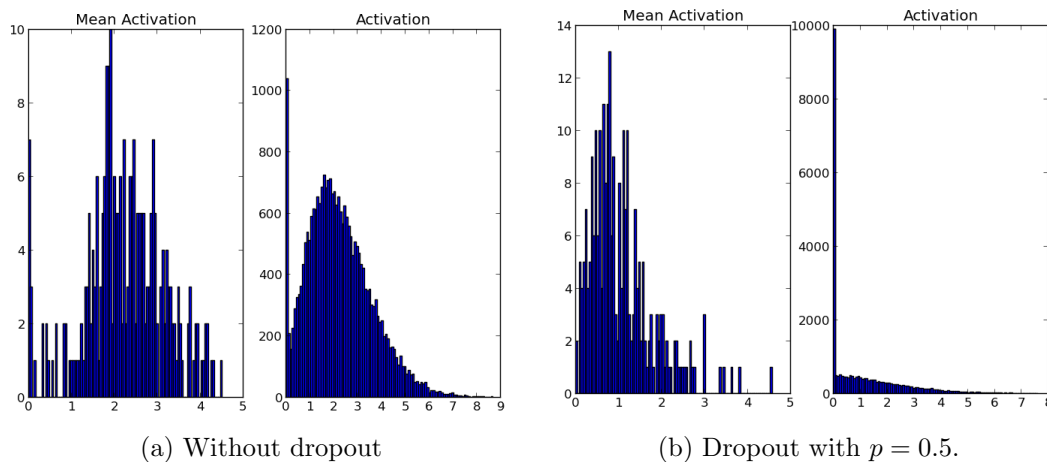 Mean Activation
10
8
6
4
2
0
0 1 2 3 4 5
Activation
1200
1000
800
600
400
200
0
0 1 2 3 4 5 6 7 8 9
(a) Without dropout
Mean Activation
14
12
10
8
6
4
2
0
0 1 2 3 4 5
Activation
10000
8000
6000
4000
2000
0
0 1 2 3 4 5 6 7 8
(b) Dropout with p = 0.5.